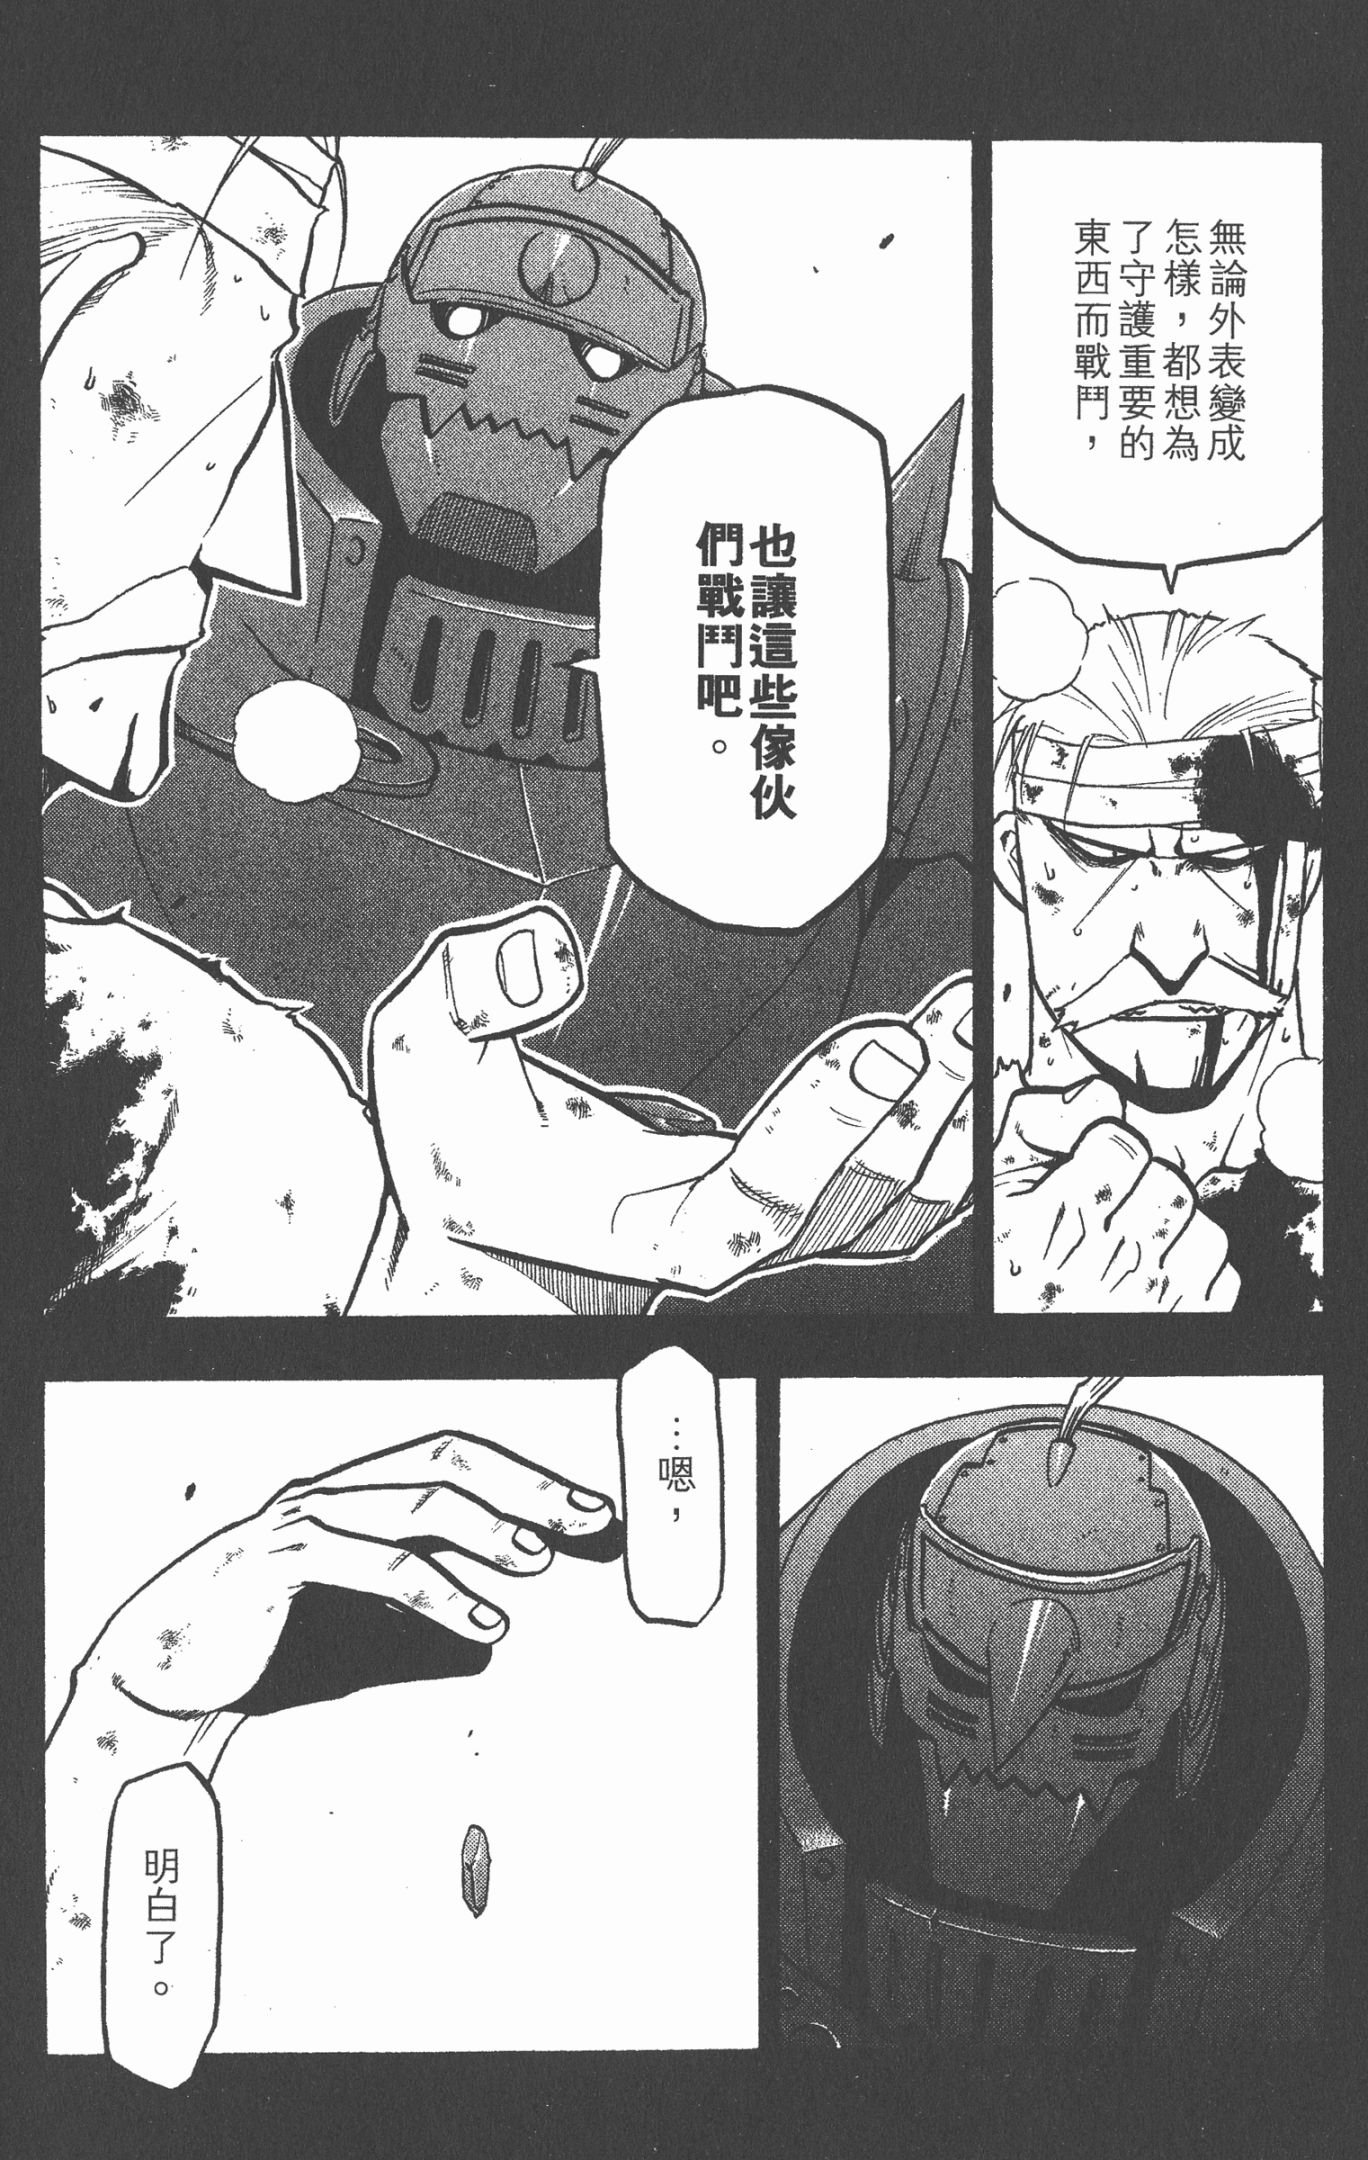 無論外表變成
怎樣，都想為
了守護重要的
東西而戰鬥，
也讓這些傢伙
們戰鬥吧。
…嗯，
明白了。